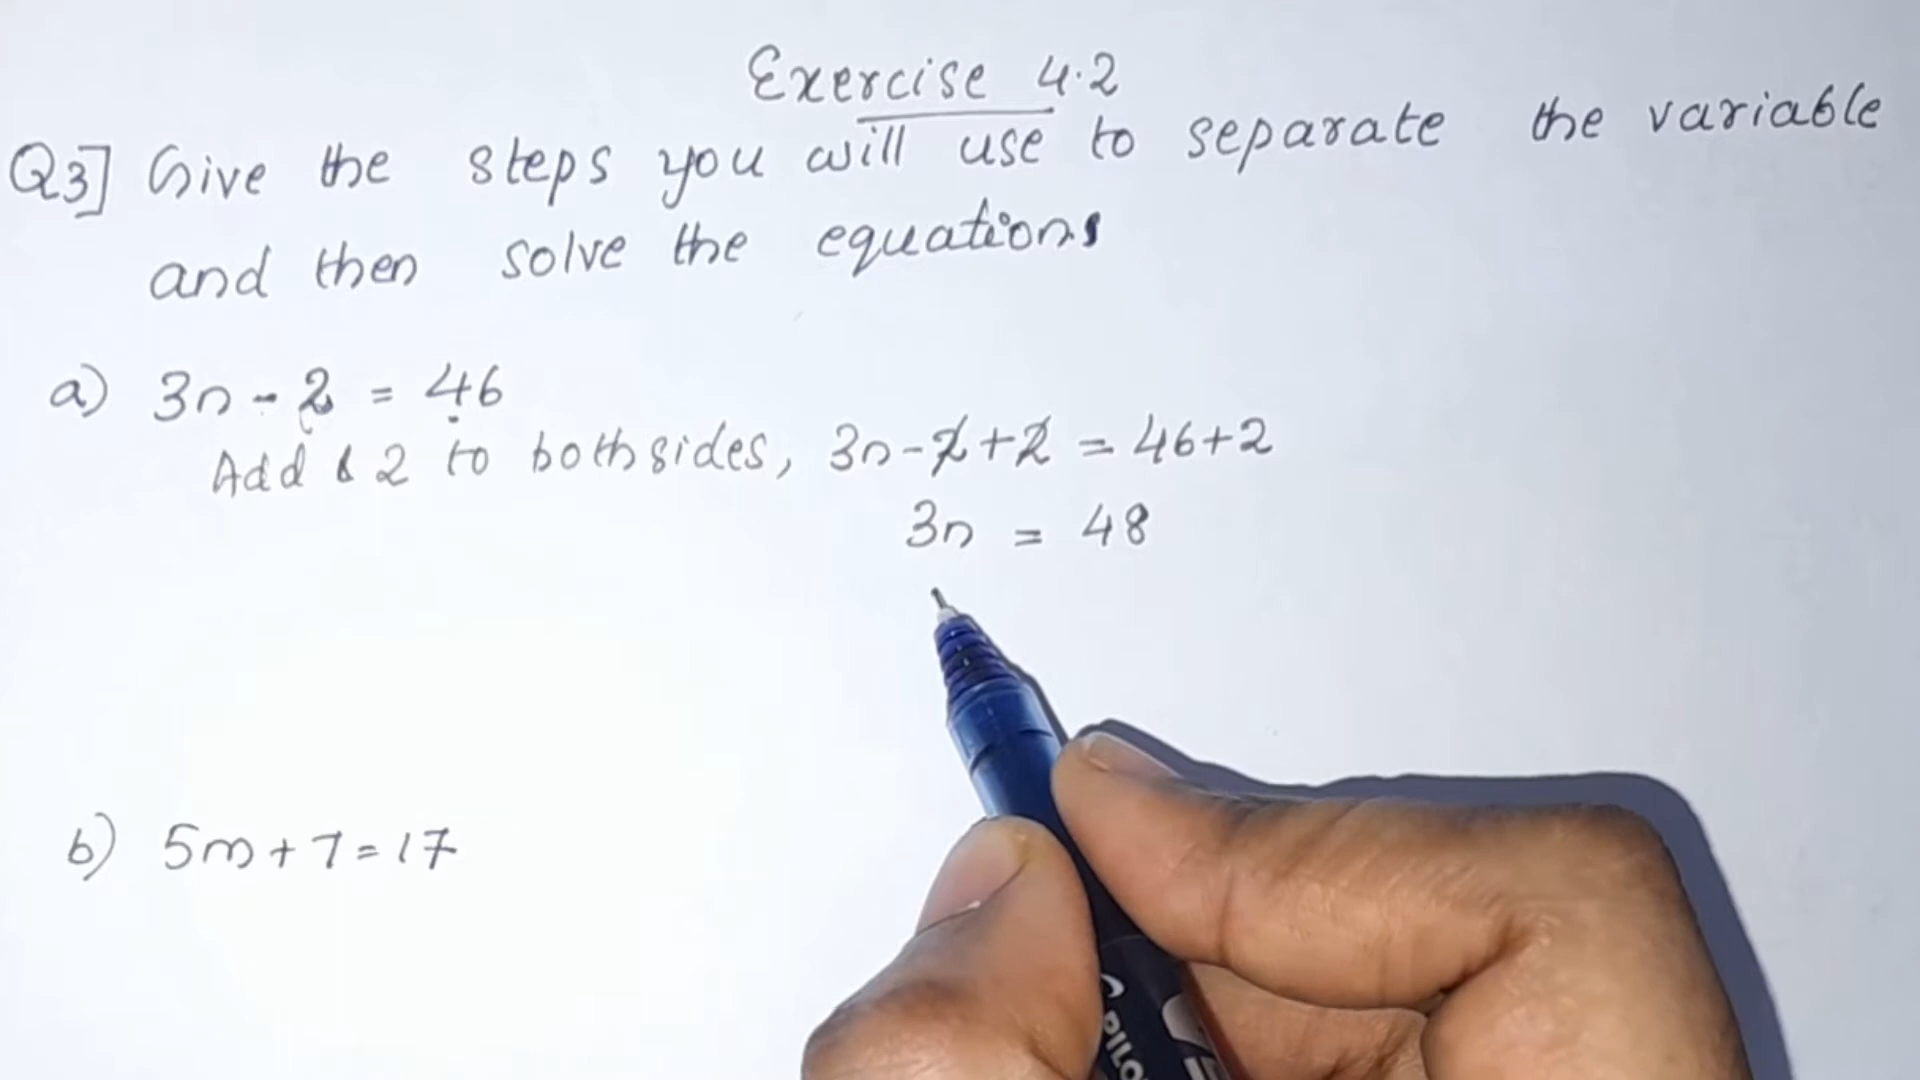 Exercise 4.2
Q3] Give the steps you will use to separate the variable
and then solve the equations
a) 3n - 2 = 46
Add 2 to both sides, 3n - 2 + 2 = 46 + 2
3n = 48
b) 5m + 7 = 17
PILO